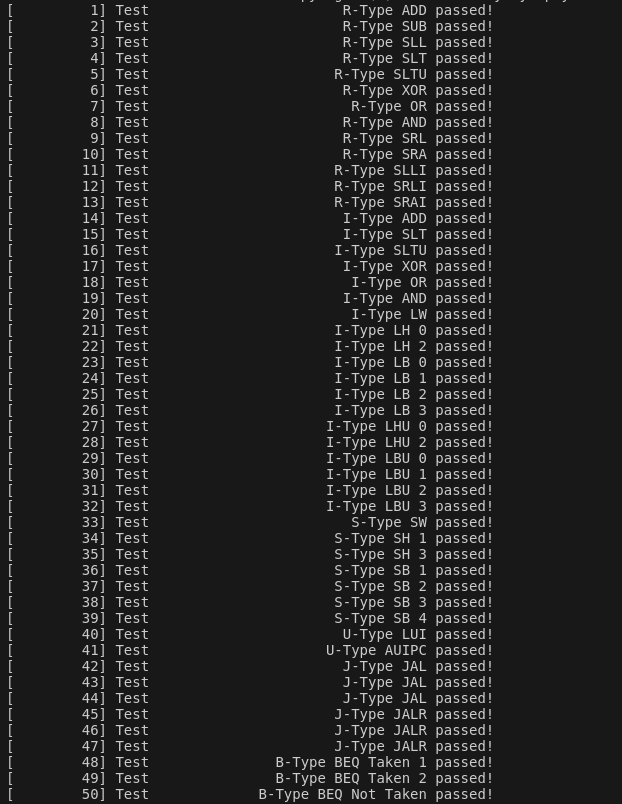 [ 1] Test R-Type ADD passed!
[ 2] Test R-Type SUB passed!
[ 3] Test R-Type SLL passed!
[ 4] Test R-Type SLT passed!
[ 5] Test R-Type SLTU passed!
[ 6] Test R-Type XOR passed!
[ 7] Test R-Type OR passed!
[ 8] Test R-Type AND passed!
[ 9] Test R-Type SRL passed!
[ 10] Test R-Type SRA passed!
[ 11] Test R-Type SLLI passed!
[ 12] Test R-Type SRLI passed!
[ 13] Test R-Type SRAI passed!
[ 14] Test I-Type ADD passed!
[ 15] Test I-Type SLT passed!
[ 16] Test I-Type SLTU passed!
[ 17] Test I-Type XOR passed!
[ 18] Test I-Type OR passed!
[ 19] Test I-Type AND passed!
[ 20] Test I-Type LW passed!
[ 21] Test I-Type LH 0 passed!
[ 22] Test I-Type LH 2 passed!
[ 23] Test I-Type LB 0 passed!
[ 24] Test I-Type LB 1 passed!
[ 25] Test I-Type LB 2 passed!
[ 26] Test I-Type LB 3 passed!
[ 27] Test I-Type LHU 0 passed!
[ 28] Test I-Type LHU 2 passed!
[ 29] Test I-Type LBU 0 passed!
[ 30] Test I-Type LBU 1 passed!
[ 31] Test I-Type LBU 2 passed!
[ 32] Test I-Type LBU 3 passed!
[ 33] Test S-Type SW passed!
[ 34] Test S-Type SH 1 passed!
[ 35] Test S-Type SH 3 passed!
[ 36] Test S-Type SB 1 passed!
[ 37] Test S-Type SB 2 passed!
[ 38] Test S-Type SB 3 passed!
[ 39] Test S-Type SB 4 passed!
[ 40] Test U-Type LUI passed!
[ 41] Test U-Type AUIPC passed!
[ 42] Test J-Type JAL passed!
[ 43] Test J-Type JAL passed!
[ 44] Test J-Type JAL passed!
[ 45] Test J-Type JALR passed!
[ 46] Test J-Type JALR passed!
[ 47] Test J-Type JALR passed!
[ 48] Test B-Type BEQ Taken 1 passed!
[ 49] Test B-Type BEQ Taken 2 passed!
[ 50] Test B-Type BEQ Not Taken passed!